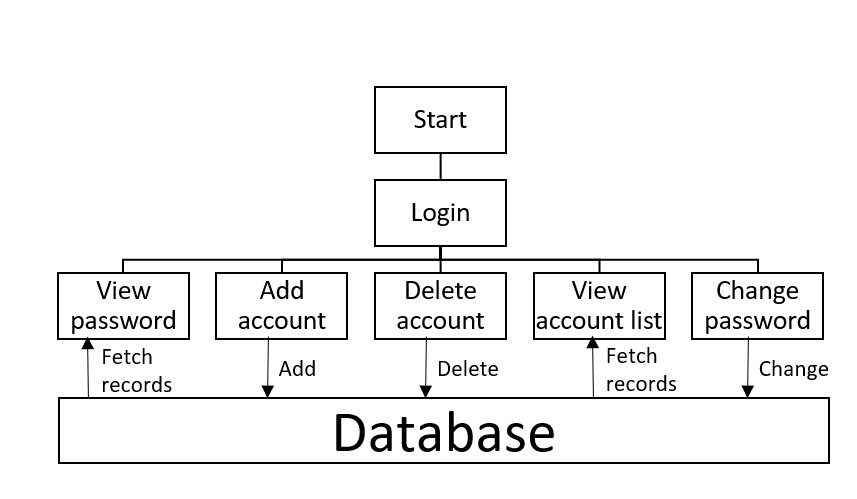 Start
Login
View
password
Add
account
Delete
account
View
account list
Change
password
Fetch
records
Add
Delete
Fetch
records
Change
Database